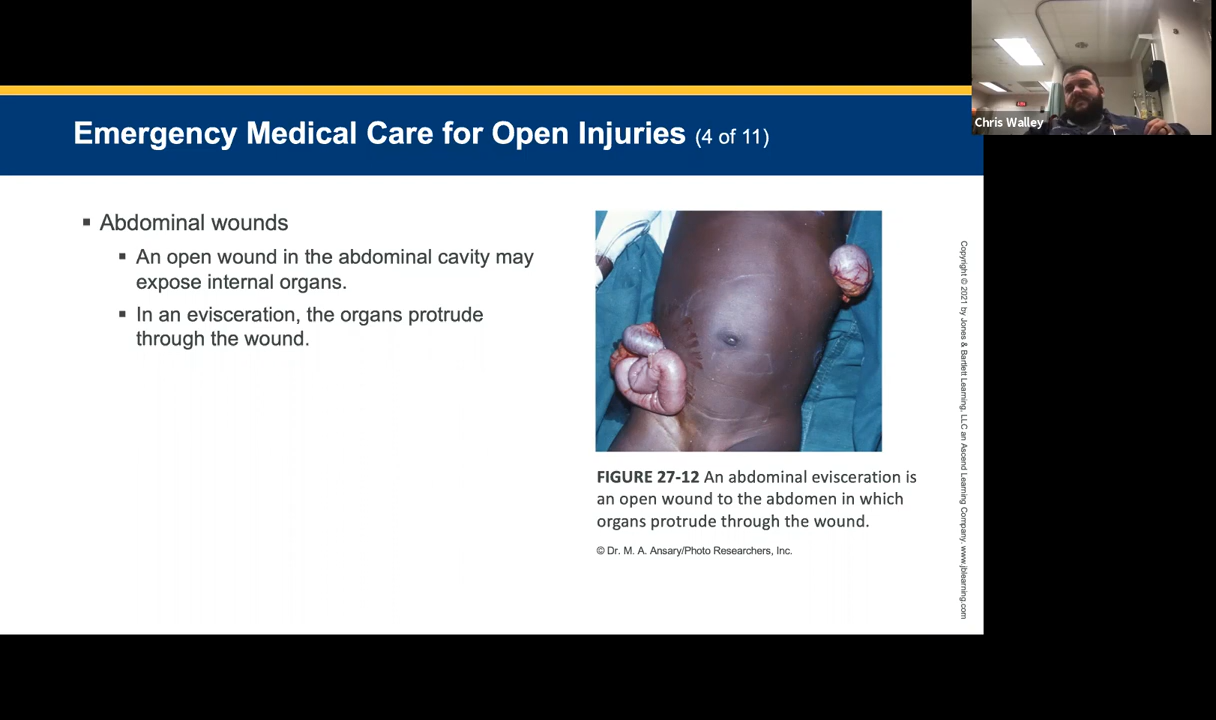 Emergency Medical Care for Open Injuries (4 of 11)
▪ Abdominal wounds
▪ An open wound in the abdominal cavity may
expose internal organs.
▪ In an evisceration, the organs protrude
through the wound.
FIGURE 27-12 An abdominal evisceration is
an open wound to the abdomen in which
organs protrude through the wound.
© Dr. M. A. Ansary/Photo Researchers, Inc.
Copyright © 2021 by Jones & Bartlett Learning, LLC an Ascend Learning Company. www.jblearning.com
Chris Walley